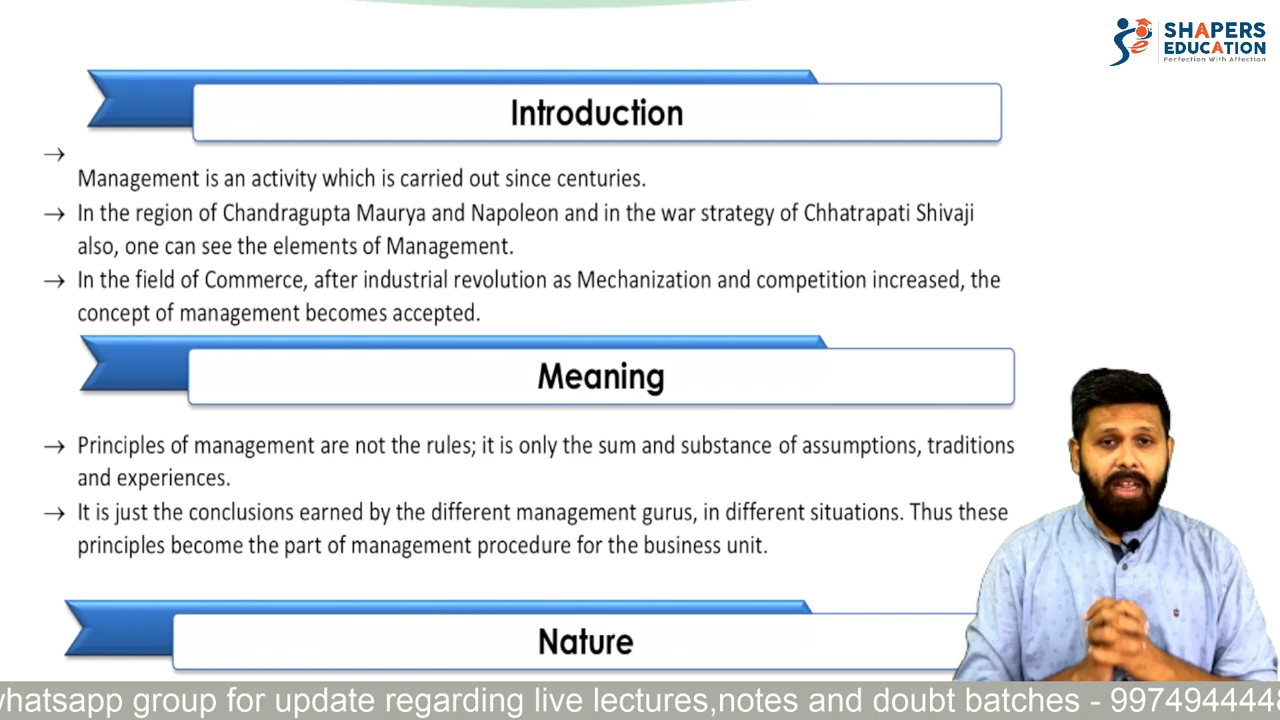 SHAPERS
EDUCATION
Perfection With Affection
Introduction
→
Management is an activity which is carried out since centuries.
→ In the region of Chandragupta Maurya and Napoleon and in the war strategy of Chhatrapati Shivaji
also, one can see the elements of Management.
→ In the field of Commerce, after industrial revolution as Mechanization and competition increased, the
concept of management becomes accepted.
Meaning
→ Principles of management are not the rules; it is only the sum and substance of assumptions, traditions
and experiences.
→ It is just the conclusions earned by the different management gurus, in different situations. Thus these
principles become the part of management procedure for the business unit.
Nature
whatsapp group for update regarding live lectures,notes and doubt batches - 9974944448